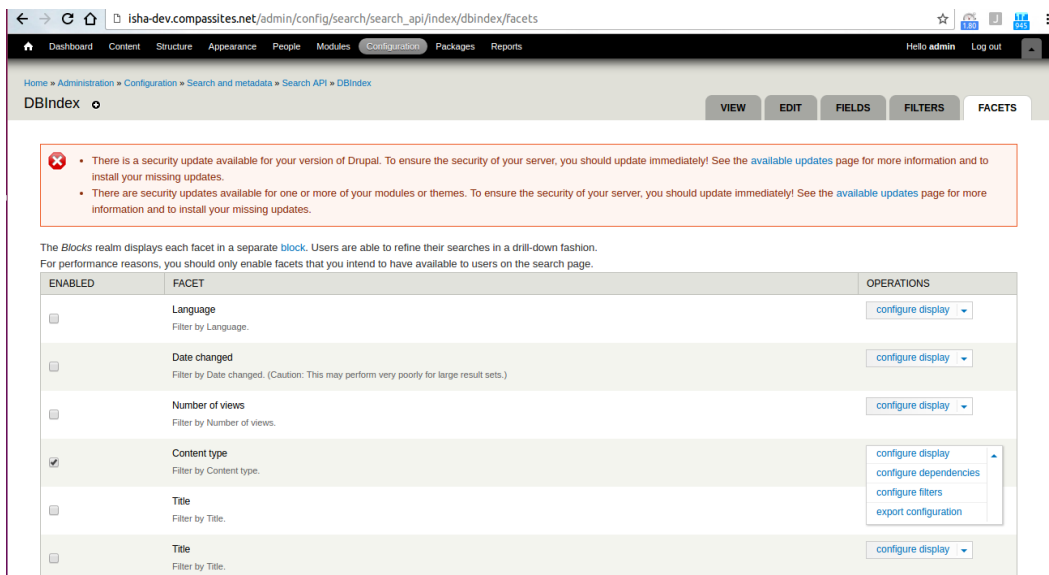 isha-dev.compassites.net/admin/config/search/search_api/index/dbindex/facets
1.80 J 945
Dashboard Content Structure Appearance People Modules Configuration Packages Reports Hello admin Log out
Home » Administration » Configuration » Search and metadata » Search API » DBIndex
DBIndex
VIEW EDIT FIELDS FILTERS FACETS
• There is a security update available for your version of Drupal. To ensure the security of your server, you should update immediately! See the available updates page for more information and to
install your missing updates.
• There are security updates available for one or more of your modules or themes. To ensure the security of your server, you should update immediately! See the available updates page for more
information and to install your missing updates.
The Blocks realm displays each facet in a separate block. Users are able to refine their searches in a drill-down fashion.
For performance reasons, you should only enable facets that you intend to have available to users on the search page.
ENABLED FACET OPERATIONS
Language configure display
Filter by Language.
Date changed configure display
Filter by Date changed. (Caution: This may perform very poorly for large result sets.)
Number of views configure display
Filter by Number of views.
Content type configure display
Filter by Content type. configure dependencies
configure filters
Title export configuration
Filter by Title.
Title configure display
Filter by Title.